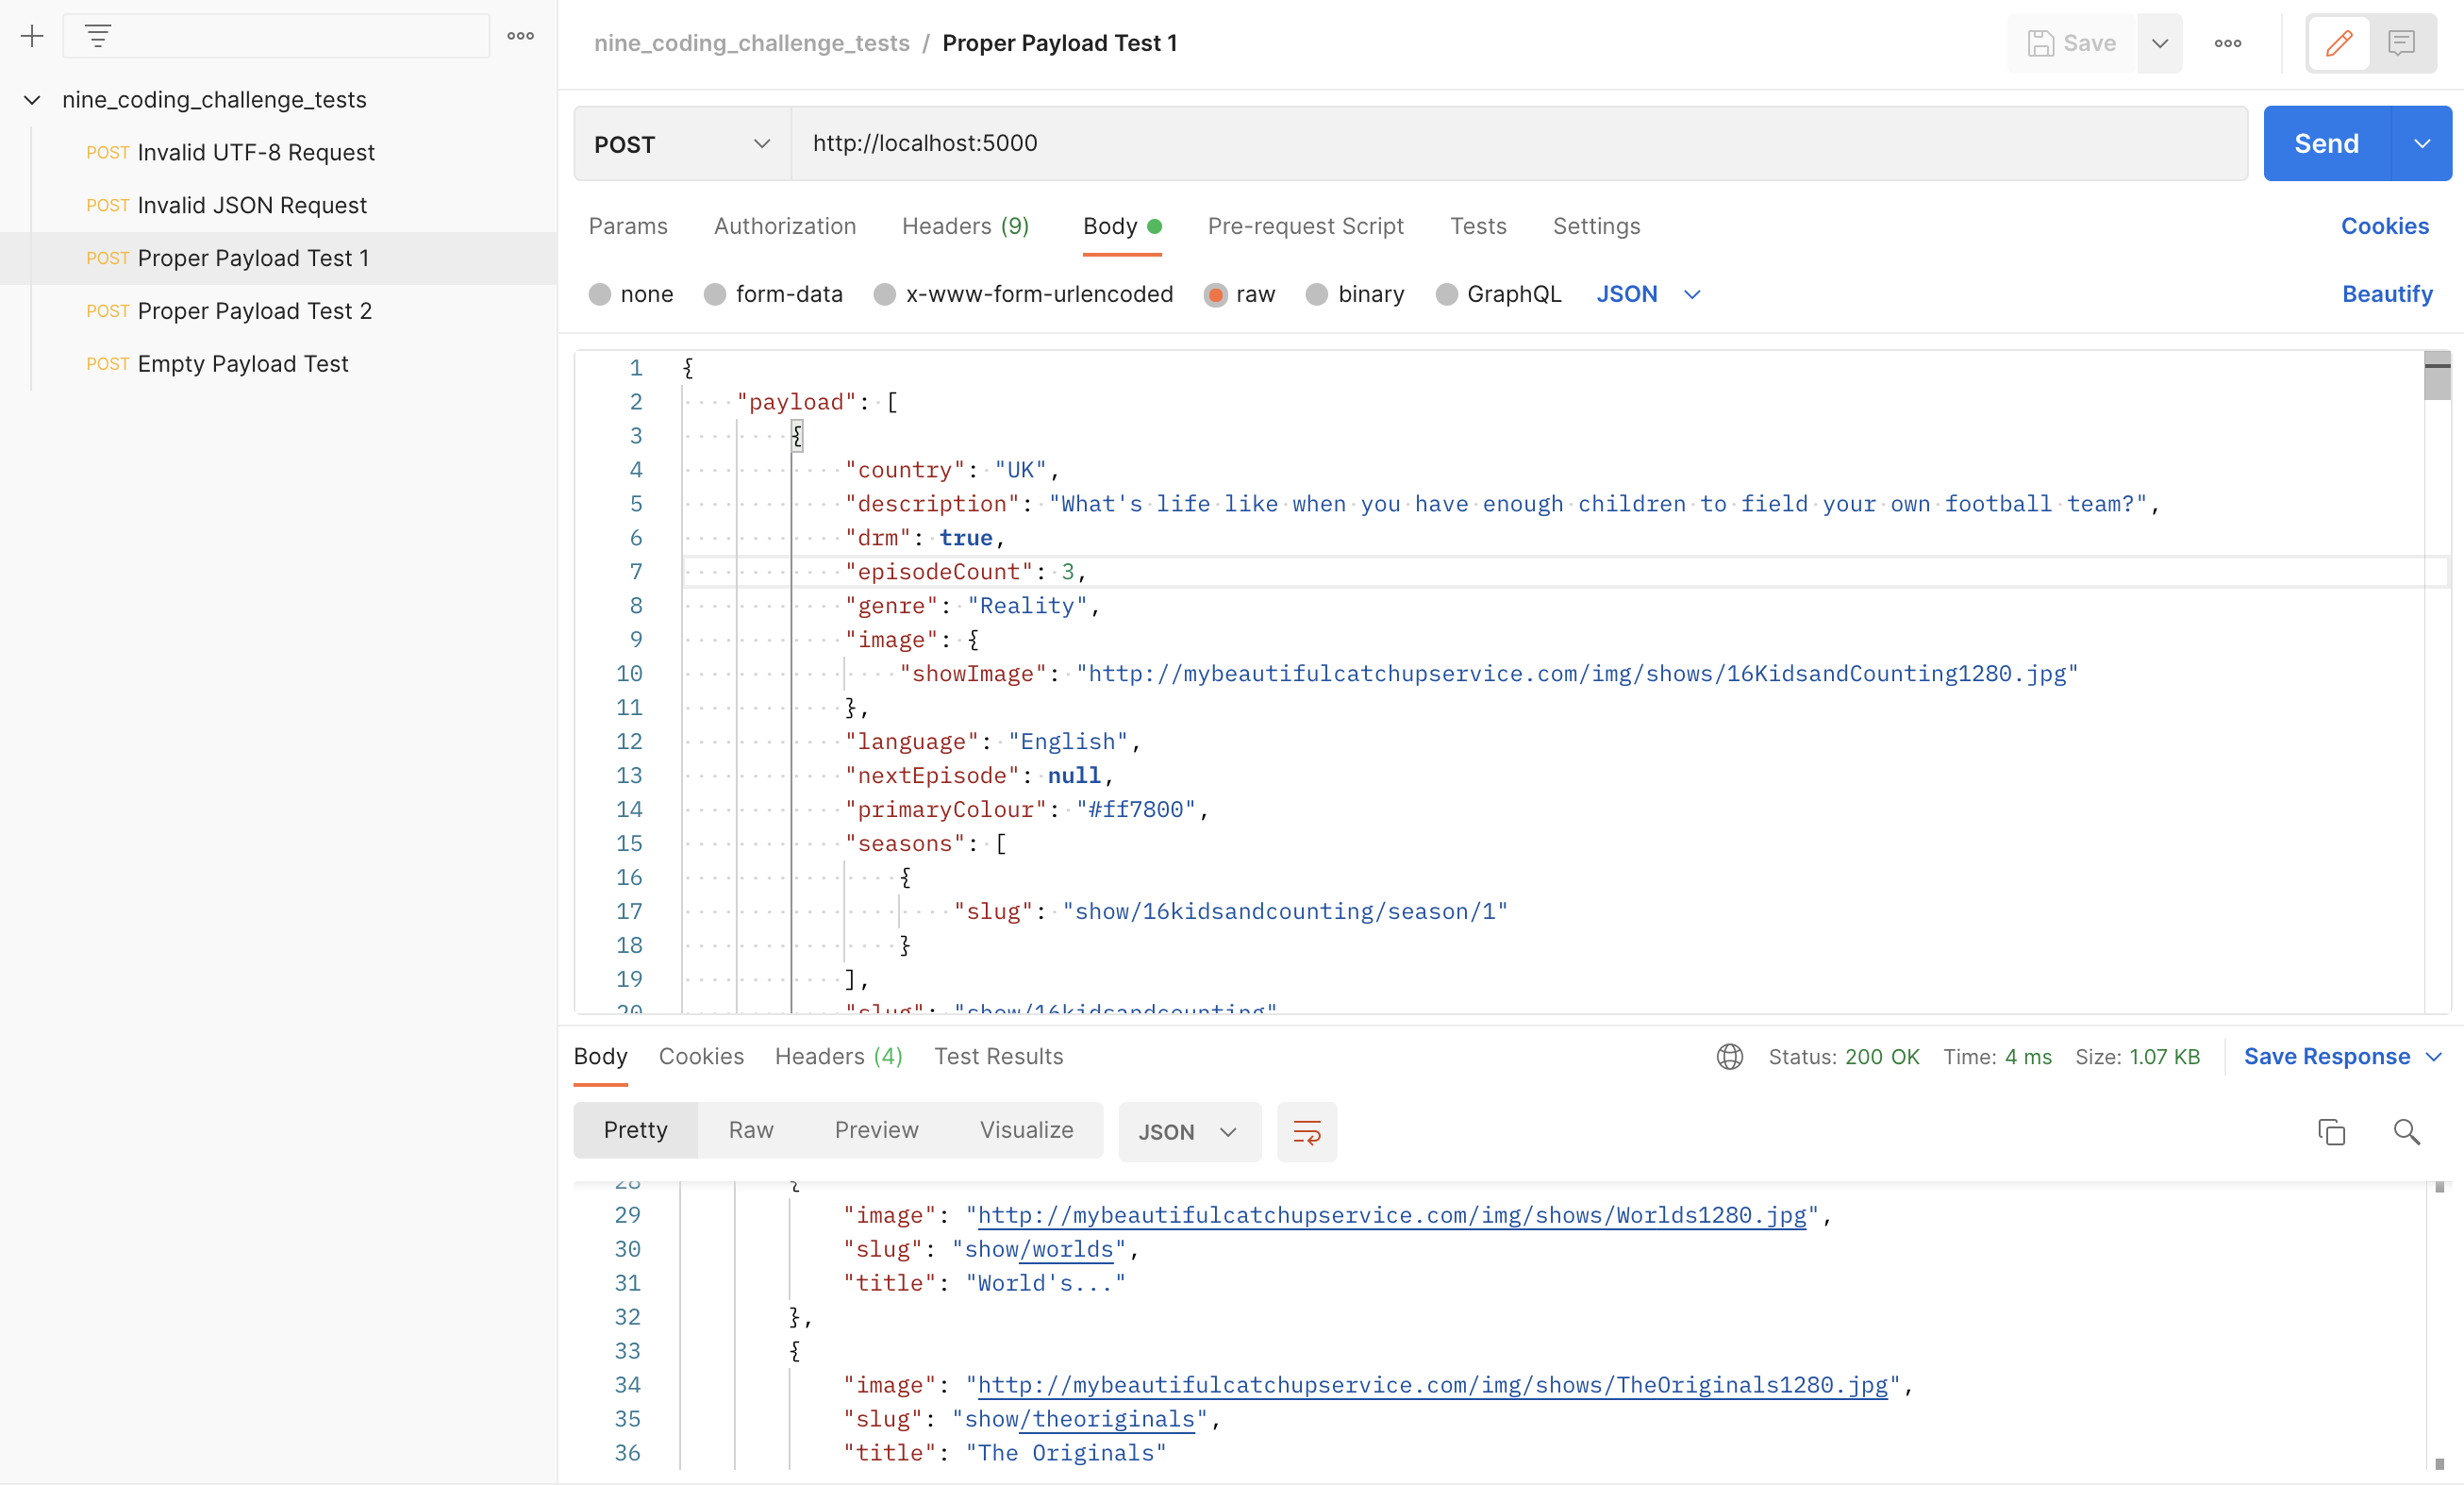 nine_coding_challenge_tests
POST Invalid UTF-8 Request
POST Invalid JSON Request
POST Proper Payload Test 1
POST Proper Payload Test 2
POST Empty Payload Test
nine_coding_challenge_tests / Proper Payload Test 1
Save
POST http://localhost:5000 Send
Params Authorization Headers (9) Body Pre-request Script Tests Settings Cookies
none form-data x-www-form-urlencoded raw binary GraphQL JSON Beautify
1 {
2 "payload": [
3 {
4 "country": "UK",
5 "description": "What's life like when you have enough children to field your own football team?",
6 "drm": true,
7 "episodeCount": 3,
8 "genre": "Reality",
9 "image": {
10 "showImage": "http://mybeautifulcatchupservice.com/img/shows/16KidsandCounting1280.jpg"
11 },
12 "language": "English",
13 "nextEpisode": null,
14 "primaryColour": "#ff7800",
15 "seasons": [
16 {
17 "slug": "show/16kidsandcounting/season/1"
18 }
19 ],
20 "slug": "show/16kidsandcounting"
Body Cookies Headers (4) Test Results Status: 200 OK Time: 4 ms Size: 1.07 KB Save Response
Pretty Raw Preview Visualize JSON
28 {
29 "image": "http://mybeautifulcatchupservice.com/img/shows/Worlds1280.jpg",
30 "slug": "show/worlds",
31 "title": "World's..."
32 },
33 {
34 "image": "http://mybeautifulcatchupservice.com/img/shows/TheOriginals1280.jpg",
35 "slug": "show/theoriginals",
36 "title": "The Originals"